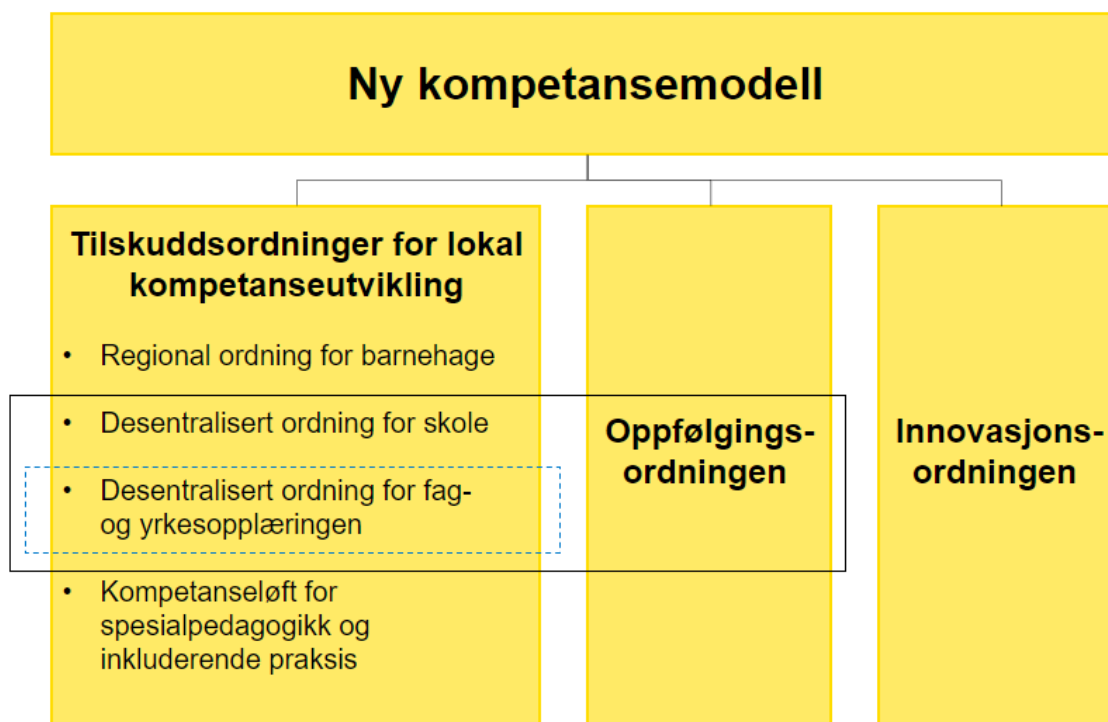 Ny kompetansemodell
Tilskuddsordninger for lokal
kompetanseutvikling
• Regional ordning for barnehage
• Desentralisert ordning for skole
• Desentralisert ordning for fag-
og yrkesopplæringen
• Kompetanseløft for
spesialpedagogikk og
inkluderende praksis
Oppfølgings-
ordningen
Innovasjons-
ordningen